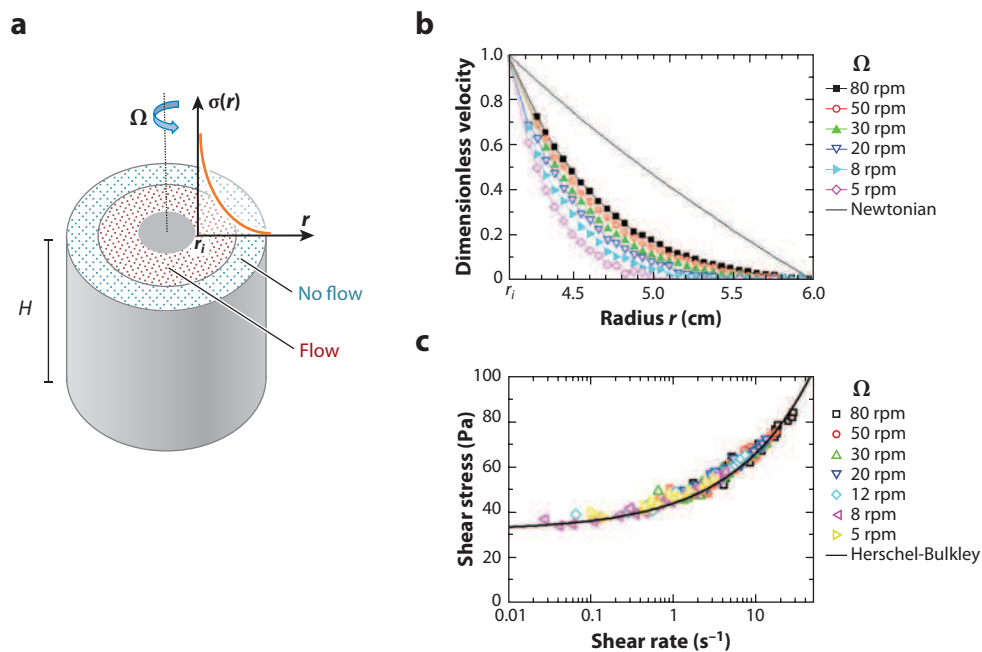 a
Ω
σ(r)
r
r_i
H
No flow
Flow
b
Dimensionless velocity
1.0
0.8
0.6
0.4
0.2
0
r_i
4.5
5.0
5.5
6.0
Radius r (cm)
Ω
80 rpm
50 rpm
30 rpm
20 rpm
8 rpm
5 rpm
Newtonian
c
Shear stress (Pa)
100
80
60
40
20
0
0.01
0.1
1
10
Shear rate (s⁻¹)
Ω
80 rpm
50 rpm
30 rpm
20 rpm
12 rpm
8 rpm
5 rpm
Herschel-Bulkley